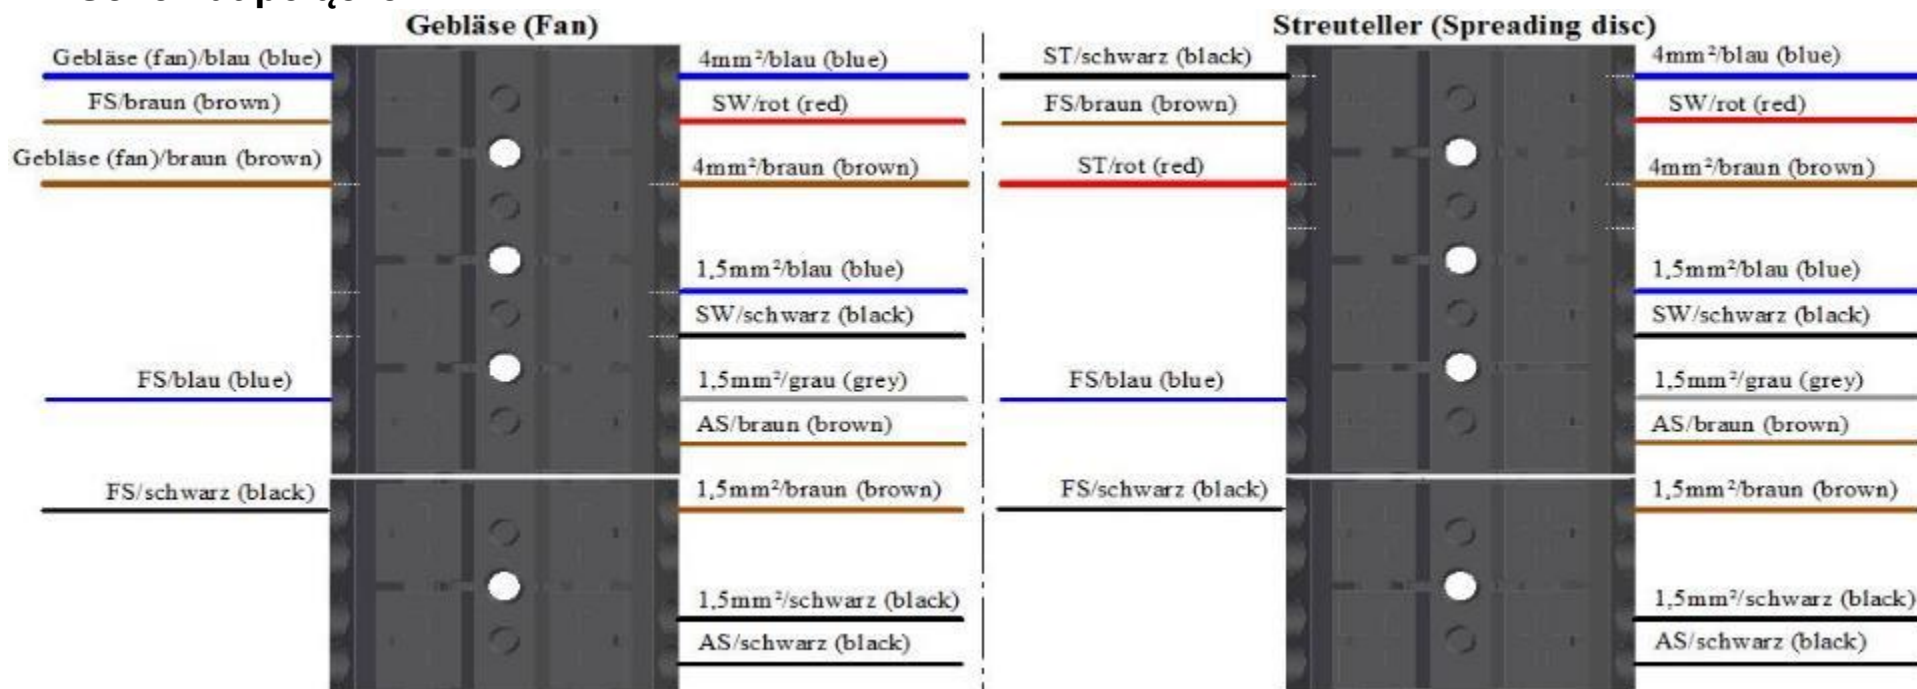 Gebläse (Fan)
Gebläse (fan)/blau (blue)
FS/braun (brown)
Gebläse (fan)/braun (brown)
FS/blau (blue)
FS/schwarz (black)
4mm²/blau (blue)
SW/rot (red)
4mm²/braun (brown)
1,5mm²/blau (blue)
SW/schwarz (black)
1,5mm²/grau (grey)
AS/braun (brown)
1,5mm²/braun (brown)
1,5mm²/schwarz (black)
AS/schwarz (black)
Streuteller (Spreading disc)
ST/schwarz (black)
FS/braun (brown)
ST/rot (red)
FS/blau (blue)
FS/schwarz (black)
4mm²/blau (blue)
SW/rot (red)
4mm²/braun (brown)
1,5mm²/blau (blue)
SW/schwarz (black)
1,5mm²/grau (grey)
AS/braun (brown)
1,5mm²/braun (brown)
1,5mm²/schwarz (black)
AS/schwarz (black)